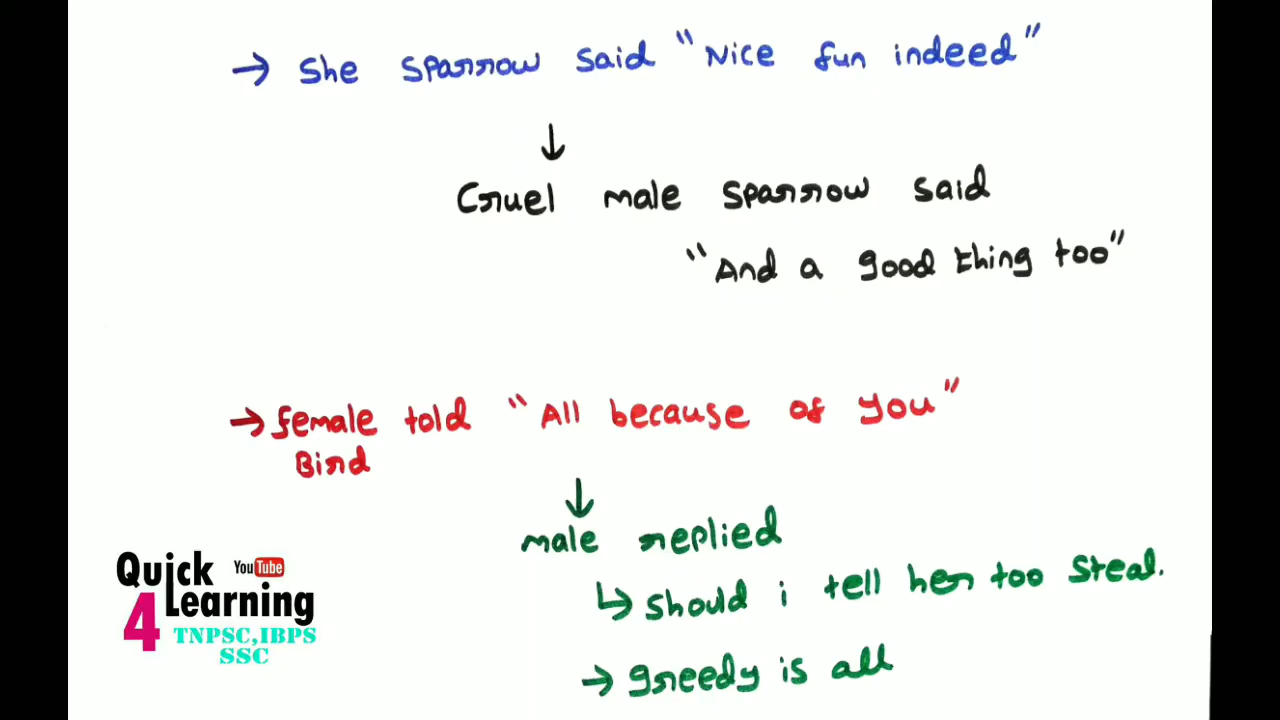 → She sparrow said "Nice fun indeed"
↓
Cruel male sparrow said
"And a good thing too"
→ female told "All because of you"
Bird
↓
male replied
↳ should i tell her too steal.
→ greedy is all
Quick YouTube
4 Learning
TNPSC,IBPS
SSC